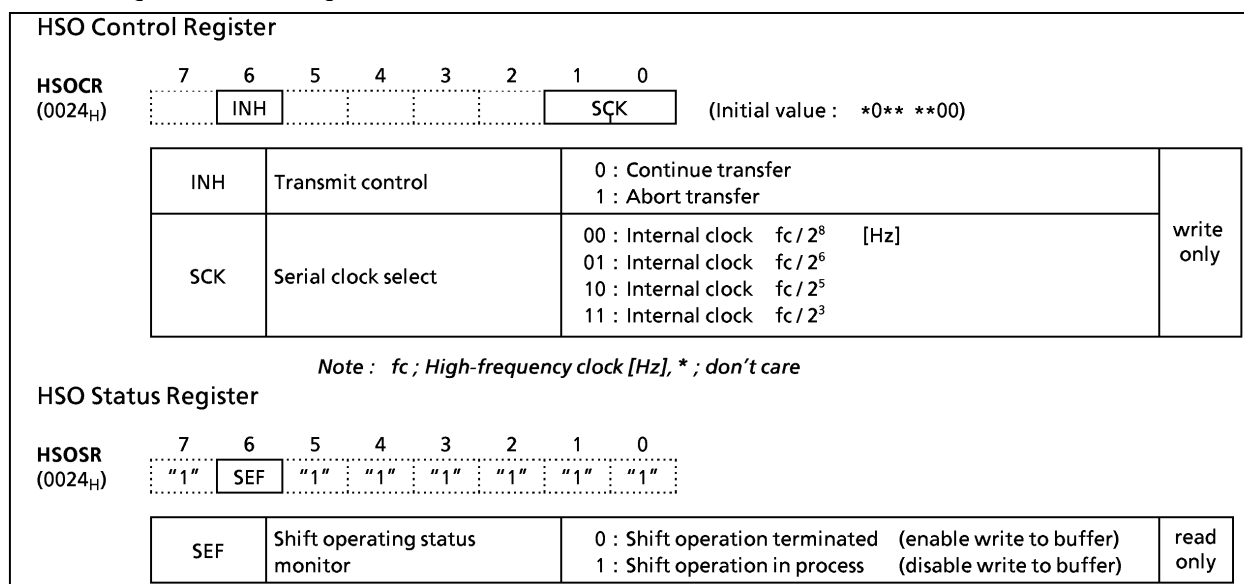 HSO Control Register
7 6 5 4 3 2 1 0
HSOCR
(0024H) INH SCK (Initial value : *0** **00)
INH Transmit control 0 : Continue transfer
1 : Abort transfer
write only
SCK Serial clock select 00 : Internal clock fc / 2⁸ [Hz]
01 : Internal clock fc / 2⁶
10 : Internal clock fc / 2⁵
11 : Internal clock fc / 2³
Note : fc ; High-frequency clock [Hz], * ; don't care
HSO Status Register
7 6 5 4 3 2 1 0
HSOSR
(0024H) "1" SEF "1" "1" "1" "1" "1" "1"
SEF Shift operating status monitor 0 : Shift operation terminated (enable write to buffer)
1 : Shift operation in process (disable write to buffer)
read only